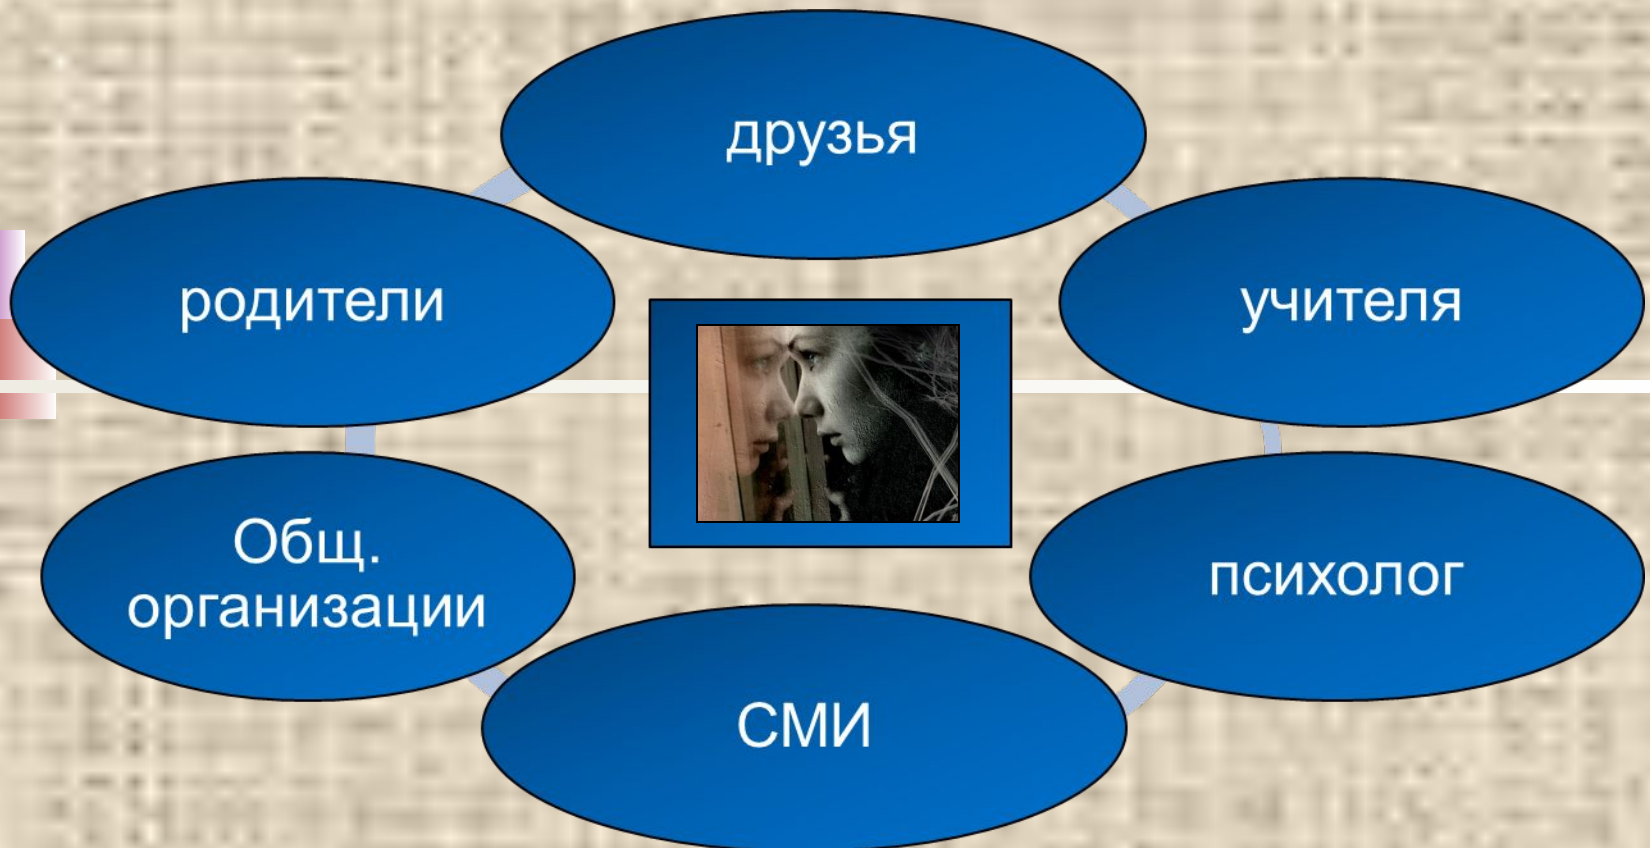 друзья
родители
учителя
Общ.
организации
психолог
СМИ